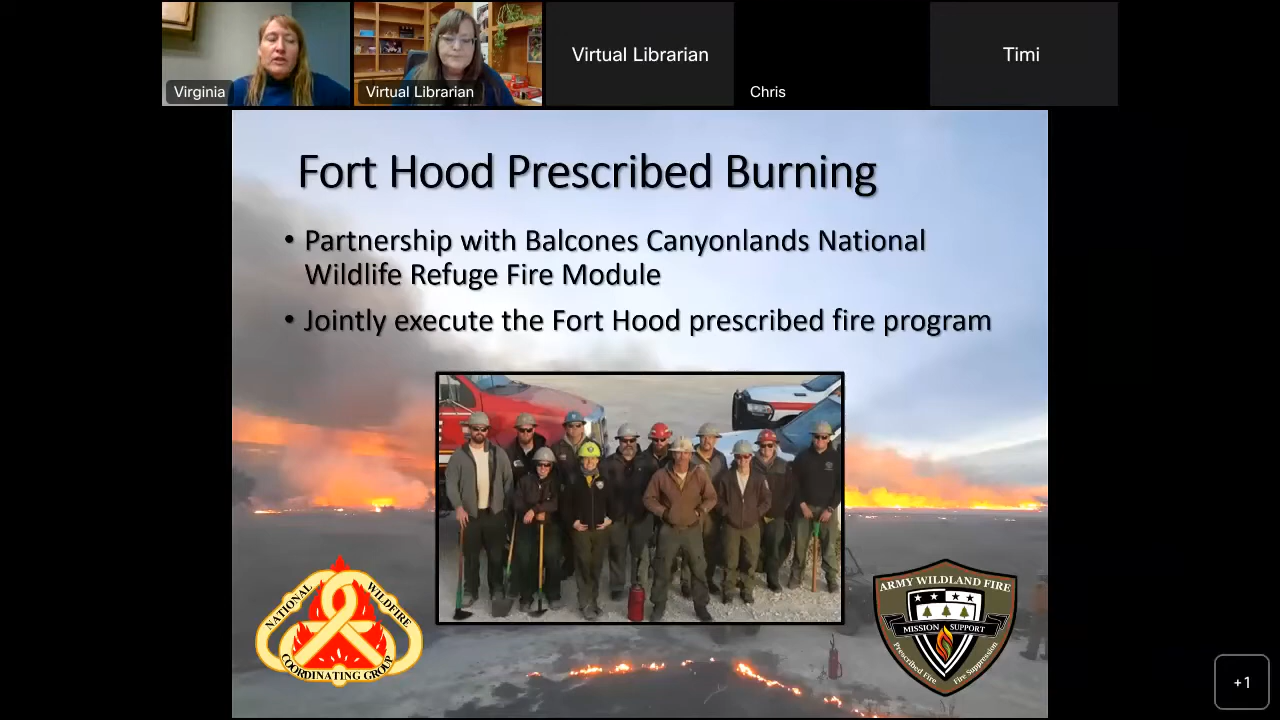 Virginia
Virtual Librarian
Virtual Librarian
Chris
Timi
Fort Hood Prescribed Burning
• Partnership with Balcones Canyonlands National
Wildlife Refuge Fire Module
• Jointly execute the Fort Hood prescribed fire program
NATIONAL WILDFIRE
COORDINATING GROUP
ARMY WILDLAND FIRE
MISSION SUPPORT
Prescribed Fire Fire Suppression
+1